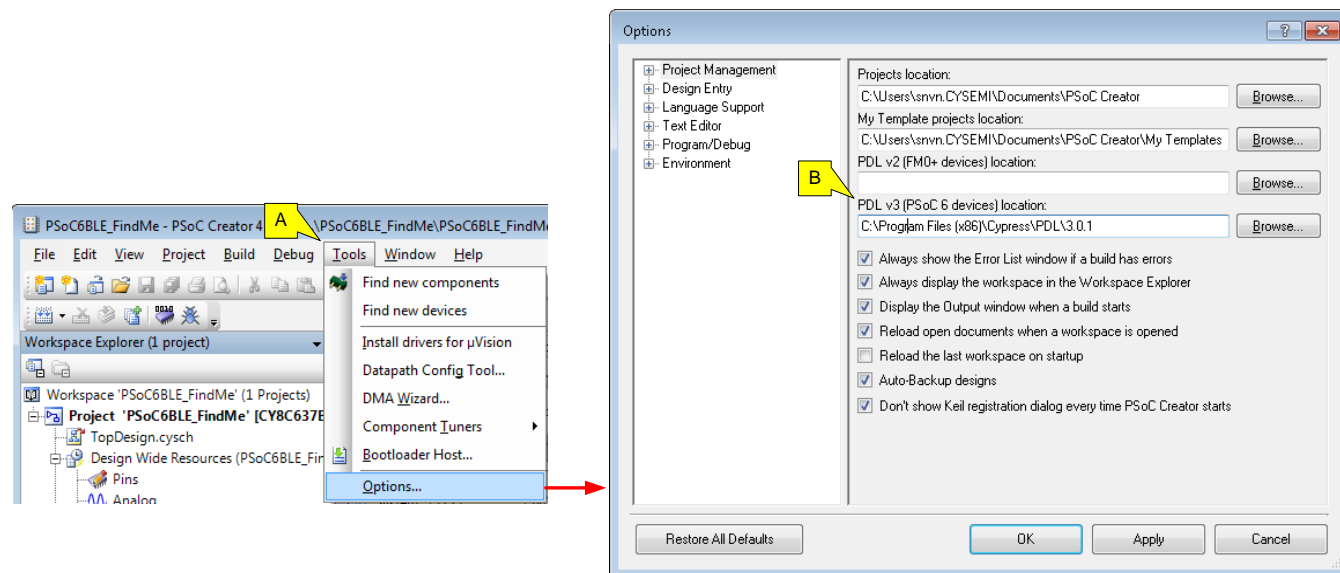 PSoC6BLE_FindMe - PSoC Creator 4 \PSoC6BLE_FindMe\PSoC6BLE_FindM
A
File Edit View Project Build Debug Tools Window Help
Find new components
Find new devices
Install drivers for µVision
Datapath Config Tool...
DMA Wizard...
Component Tuners
Bootloader Host...
Options...
Workspace Explorer (1 project)
Workspace 'PSoC6BLE_FindMe' (1 Projects)
Project 'PSoC6BLE_FindMe' [CY8C637B
TopDesign.cysch
Design Wide Resources (PSoC6BLE_Fin
Pins
Analog
Options
Project Management
Design Entry
Language Support
Text Editor
Program/Debug
Environment
Projects location:
C:\Users\snvn.CYSEMI\Documents\PSoC Creator
Browse...
My Template projects location:
C:\Users\snvn.CYSEMI\Documents\PSoC Creator\My Templates
Browse...
PDL v2 (FM0+ devices) location:
Browse...
B
PDL v3 (PSoC 6 devices) location:
C:\Program Files (x86)\Cypress\PDL\3.0.1
Browse...
Always show the Error List window if a build has errors
Always display the workspace in the Workspace Explorer
Display the Output window when a build starts
Reload open documents when a workspace is opened
Reload the last workspace on startup
Auto-Backup designs
Don't show Keil registration dialog every time PSoC Creator starts
Restore All Defaults
OK
Apply
Cancel